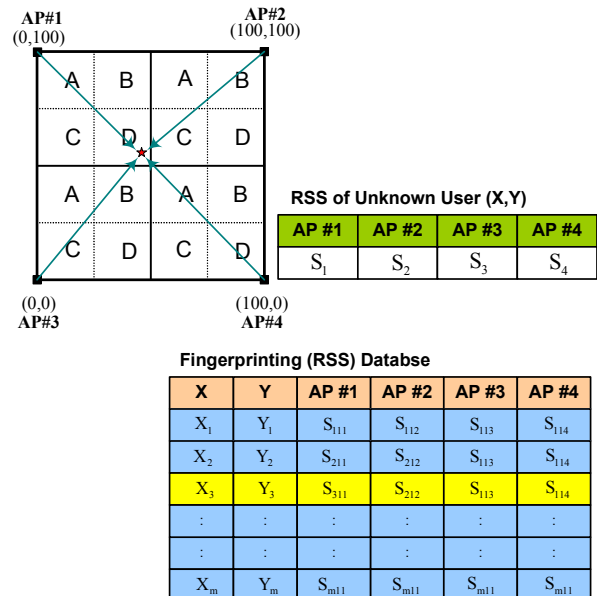 AP#1 AP#2
(0,100) (100,100)
A B A B
C D C D
A B A B
C D C D
(0,0) (100,0)
AP#3 AP#4
RSS of Unknown User (X,Y)
AP #1 AP #2 AP #3 AP #4
S₁ S₂ S₃ S₄
Fingerprinting (RSS) Databse
X Y AP #1 AP #2 AP #3 AP #4
X₁ Y₁ S₁₁₁ S₁₁₂ S₁₁₃ S₁₁₄
X₂ Y₂ S₂₁₁ S₂₁₂ S₁₁₃ S₁₁₄
X₃ Y₃ S₃₁₁ S₂₁₂ S₁₁₃ S₁₁₄
: : : : : :
: : : : : :
Xₘ Yₘ Sₘ₁₁ Sₘ₁₁ Sₘ₁₁ Sₘ₁₁